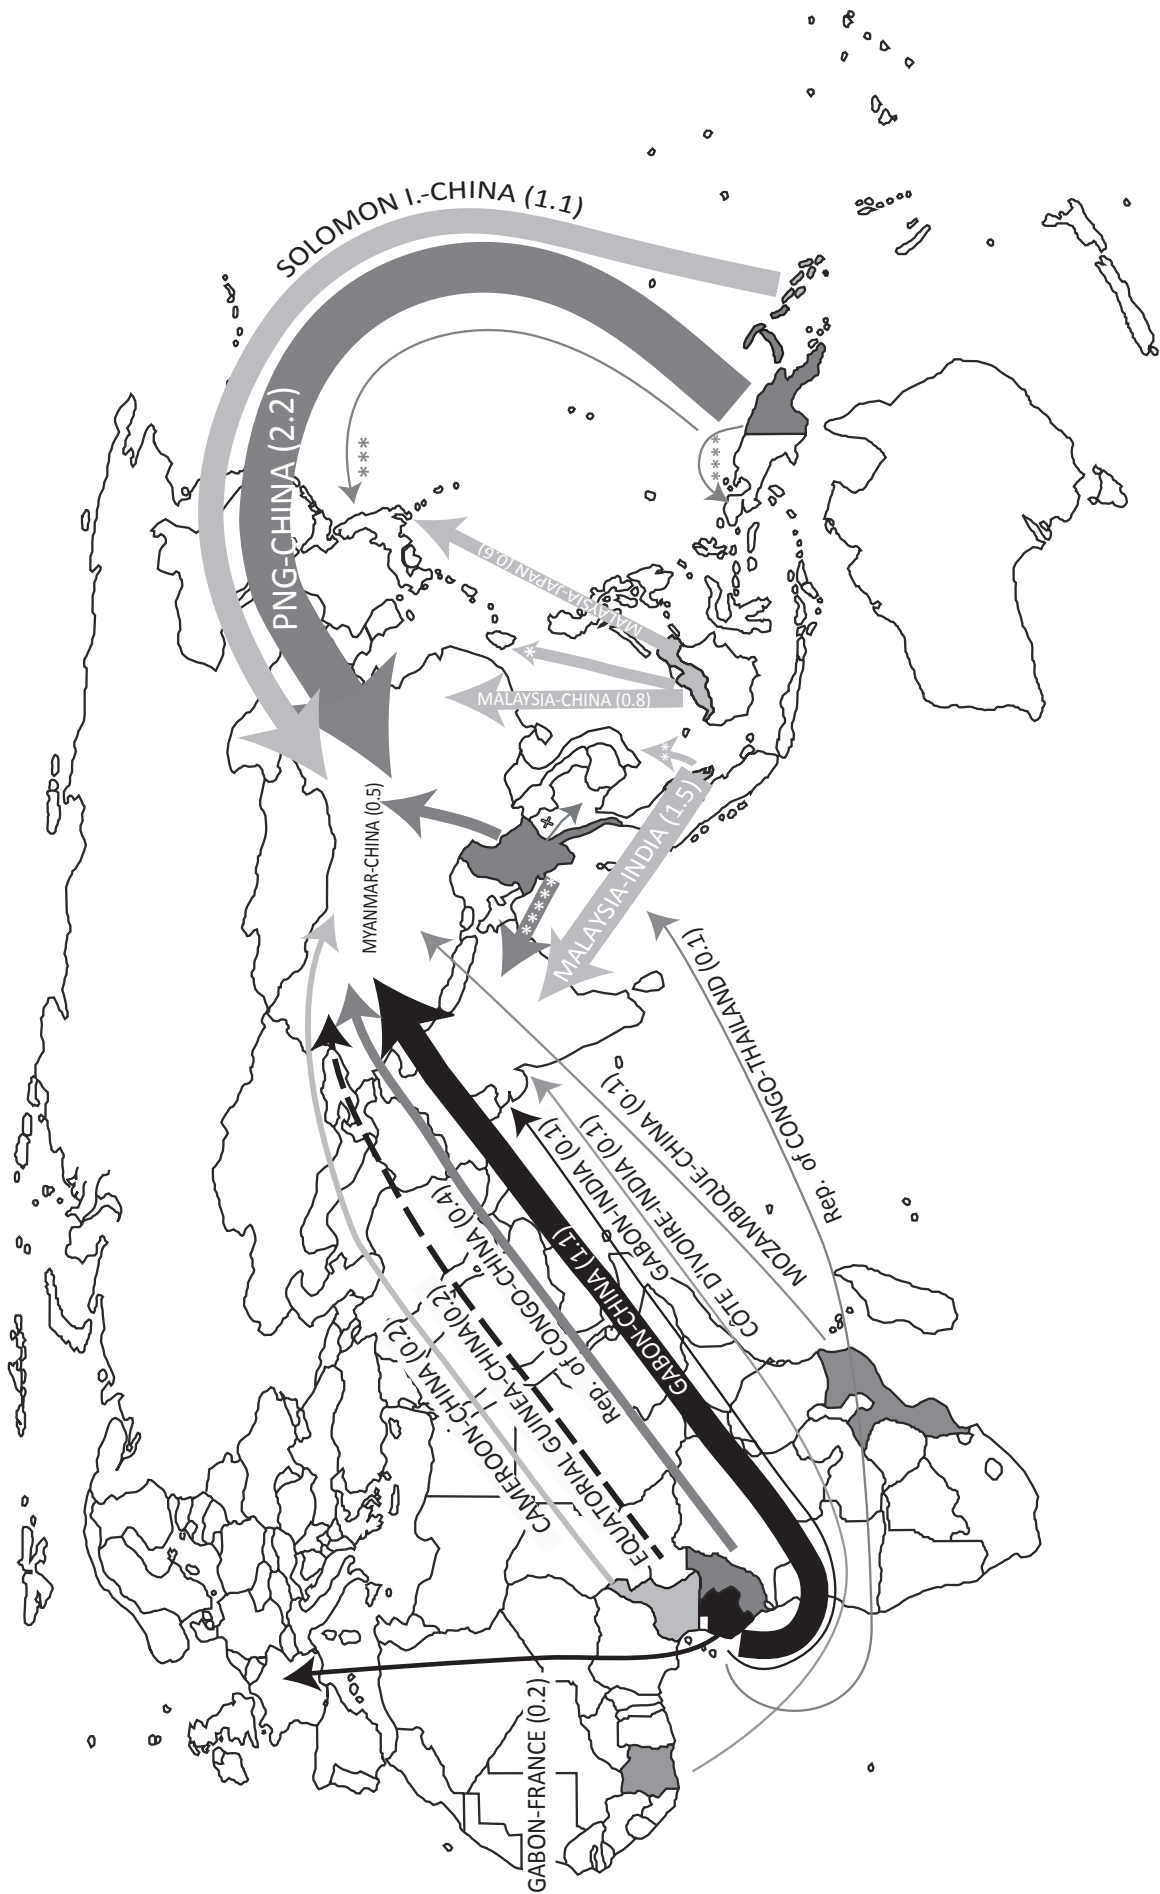 SOLOMON I.-CHINA (1.1)
PNG-CHINA (2.2)
***
****
MALAYSIA-JAPAN (0.6)
*
MALAYSIA-CHINA (0.8)
**
MALAYSIA-INDIA (1.5)
MYANMAR-CHINA (0.5)
+
*****
Rep. of CONGO-THAILAND (0.1)
MOZAMBIQUE-CHINA (0.1)
CÔTE D'IVOIRE-INDIA (0.1)
GABON-INDIA (0.1)
GABON-CHINA (1.1)
Rep. of CONGO-CHINA (0.4)
EQUATORIAL GUINEA-CHINA(0.2)
CAMEROON-CHINA (0.2)
GABON-FRANCE (0.2)